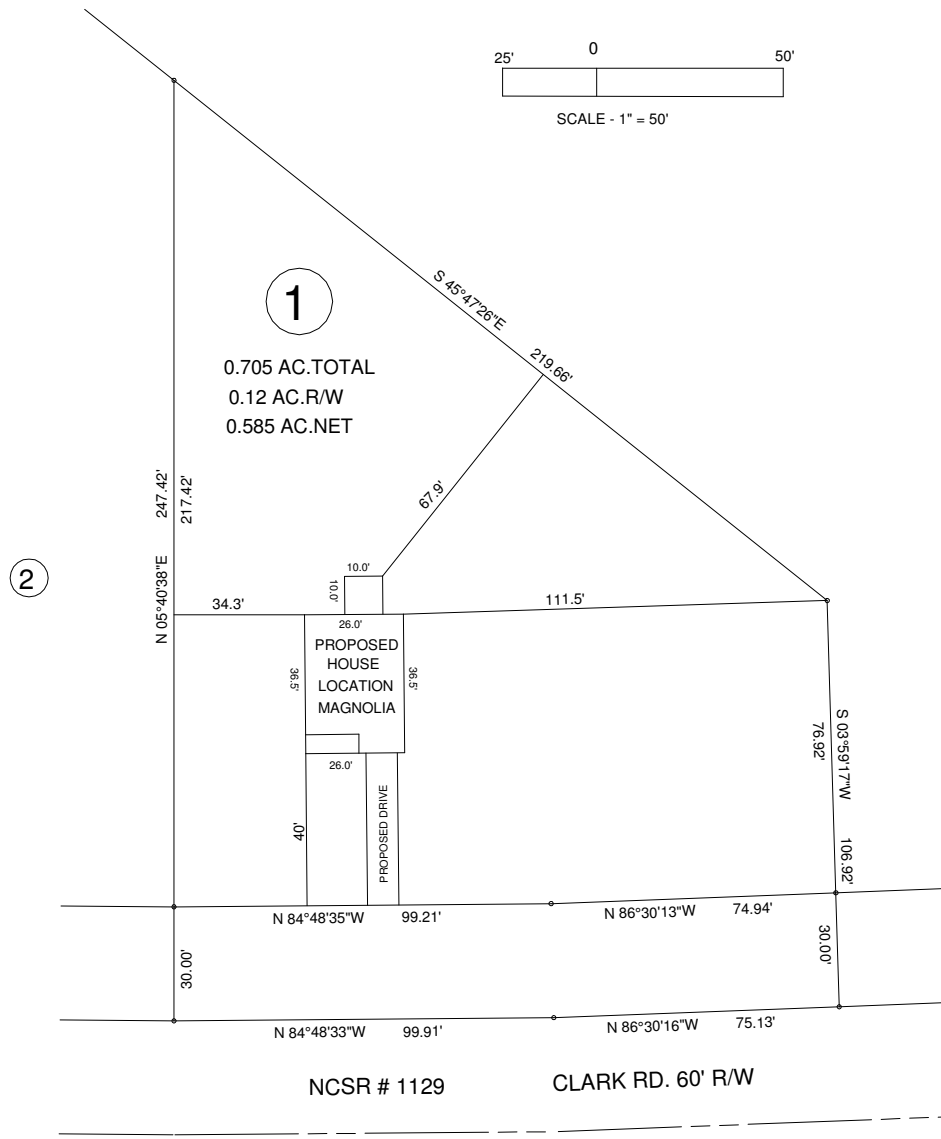 25'
0
50'
SCALE - 1" = 50'
S 45°47'26"E
219.66'
1
0.705 AC.TOTAL
0.12 AC.R/W
0.585 AC.NET
247.42'
217.42'
N 05°40'38"E
2
67.9'
10.0'
10.0'
34.3'
111.5'
26.0'
PROPOSED
HOUSE
LOCATION
MAGNOLIA
36.5'
36.5'
26.0'
40'
PROPOSED DRIVE
S 03°59'17"W
76.92'
106.92'
N 84°48'35"W 99.21'
N 86°30'13"W 74.94'
30.00'
30.00'
N 84°48'33"W 99.91'
N 86°30'16"W 75.13'
NCSR # 1129
CLARK RD. 60' R/W